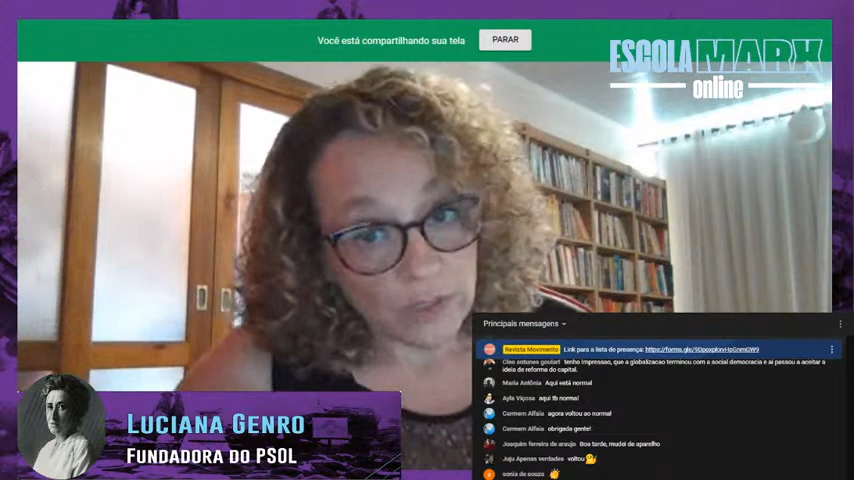 Você está compartilhando sua tela
PARAR
ESCOLA MARX
online
Principais mensagens
Revista Movimento Link para a lista de presença:
Cleo antunes goulart tenho impressao, que a globalizacao terminou com a social democracia e ai passou a aceitar a
ideia de reforma do capital.
Maria Antônia Aqui está normal
Ayla Viçosa aqui tb normal
Carmem Alfaia agora voltou ao normal
Carmem Alfaia obrigada gente!
Joaquim ferreira de araujo Boa tarde, mudei de aparelho
Juju Apenas verdades voltou
sonia de souza
LUCIANA GENRO
FUNDADORA DO PSOL